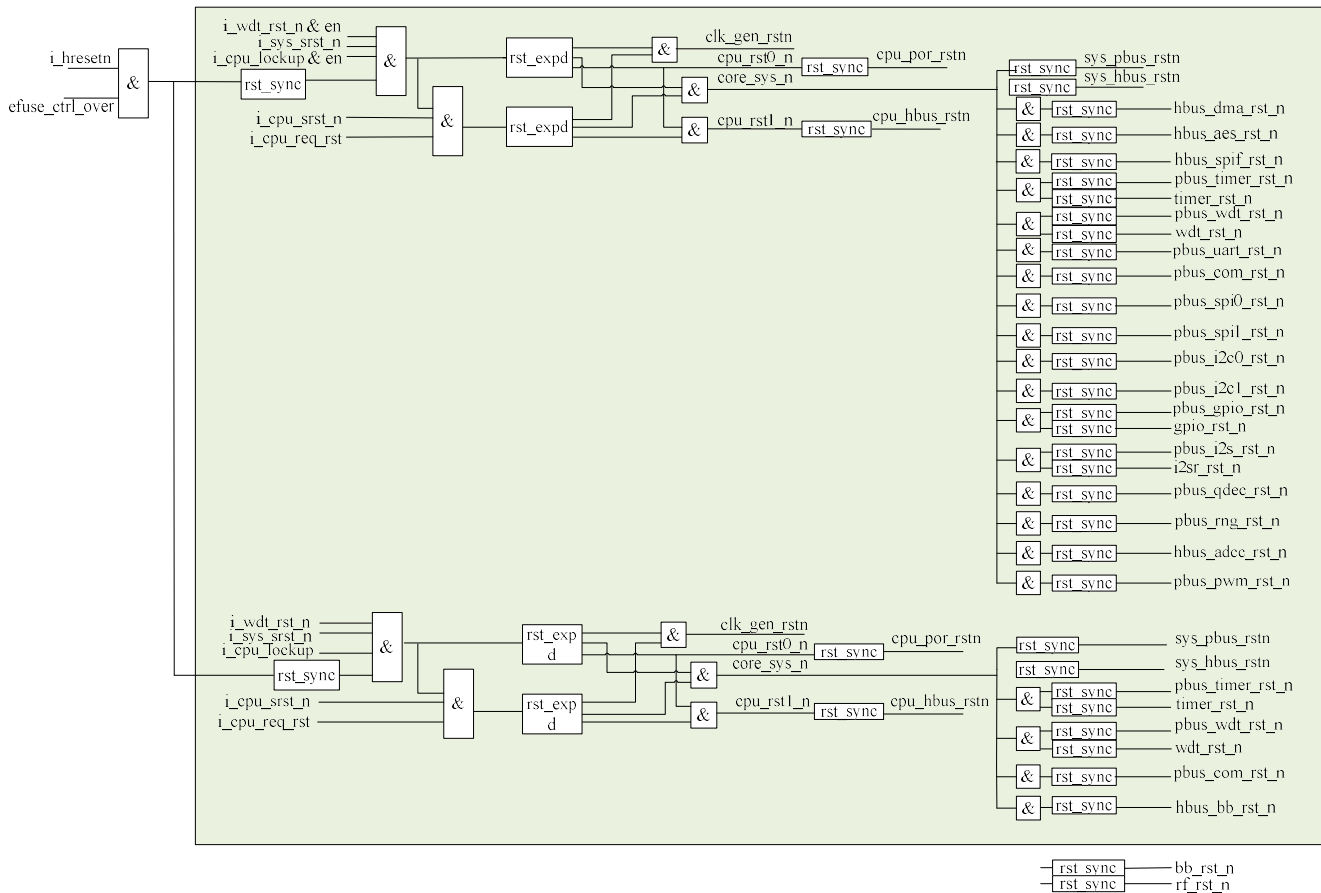 i_hresetn
efuse_ctrl_over
&
i_wdt_rst_n & en
i_sys_srst_n
i_cpu_lockup & en
rst_sync
&
i_cpu_srst_n
i_cpu_req_rst
&
rst_expd
rst_expd
&
clk_gen_rstn
cpu_rst0_n
rst_sync
cpu_por_rstn
&
core_sys_n
&
cpu_rst1_n
rst_sync
cpu_hbus_rstn
rst_sync
sys_pbus_rstn
rst_sync
sys_hbus_rstn
& rst_sync hbus_dma_rst_n
& rst_sync hbus_aes_rst_n
& rst_sync hbus_spif_rst_n
& rst_sync pbus_timer_rst_n
rst_sync timer_rst_n
& rst_sync pbus_wdt_rst_n
rst_sync wdt_rst_n
& rst_sync pbus_uart_rst_n
& rst_sync pbus_com_rst_n
& rst_sync pbus_spi0_rst_n
& rst_sync pbus_spi1_rst_n
& rst_sync pbus_i2c0_rst_n
& rst_sync pbus_i2c1_rst_n
& rst_sync pbus_gpio_rst_n
rst_sync gpio_rst_n
& rst_sync pbus_i2s_rst_n
rst_sync i2sr_rst_n
& rst_sync pbus_qdec_rst_n
& rst_sync pbus_rng_rst_n
& rst_sync hbus_adcc_rst_n
& rst_sync pbus_pwm_rst_n
i_wdt_rst_n
i_sys_srst_n
i_cpu_lockup
rst_sync
&
i_cpu_srst_n
i_cpu_req_rst
&
rst_exp
d
rst_exp
d
&
clk_gen_rstn
cpu_rst0_n
rst_sync
cpu_por_rstn
&
core_sys_n
&
cpu_rst1_n
rst_sync
cpu_hbus_rstn
rst_sync sys_pbus_rstn
rst_sync sys_hbus_rstn
& rst_sync pbus_timer_rst_n
rst_sync timer_rst_n
& rst_sync pbus_wdt_rst_n
rst_sync wdt_rst_n
& rst_sync pbus_com_rst_n
& rst_sync hbus_bb_rst_n
rst_sync bb_rst_n
rst_sync rf_rst_n